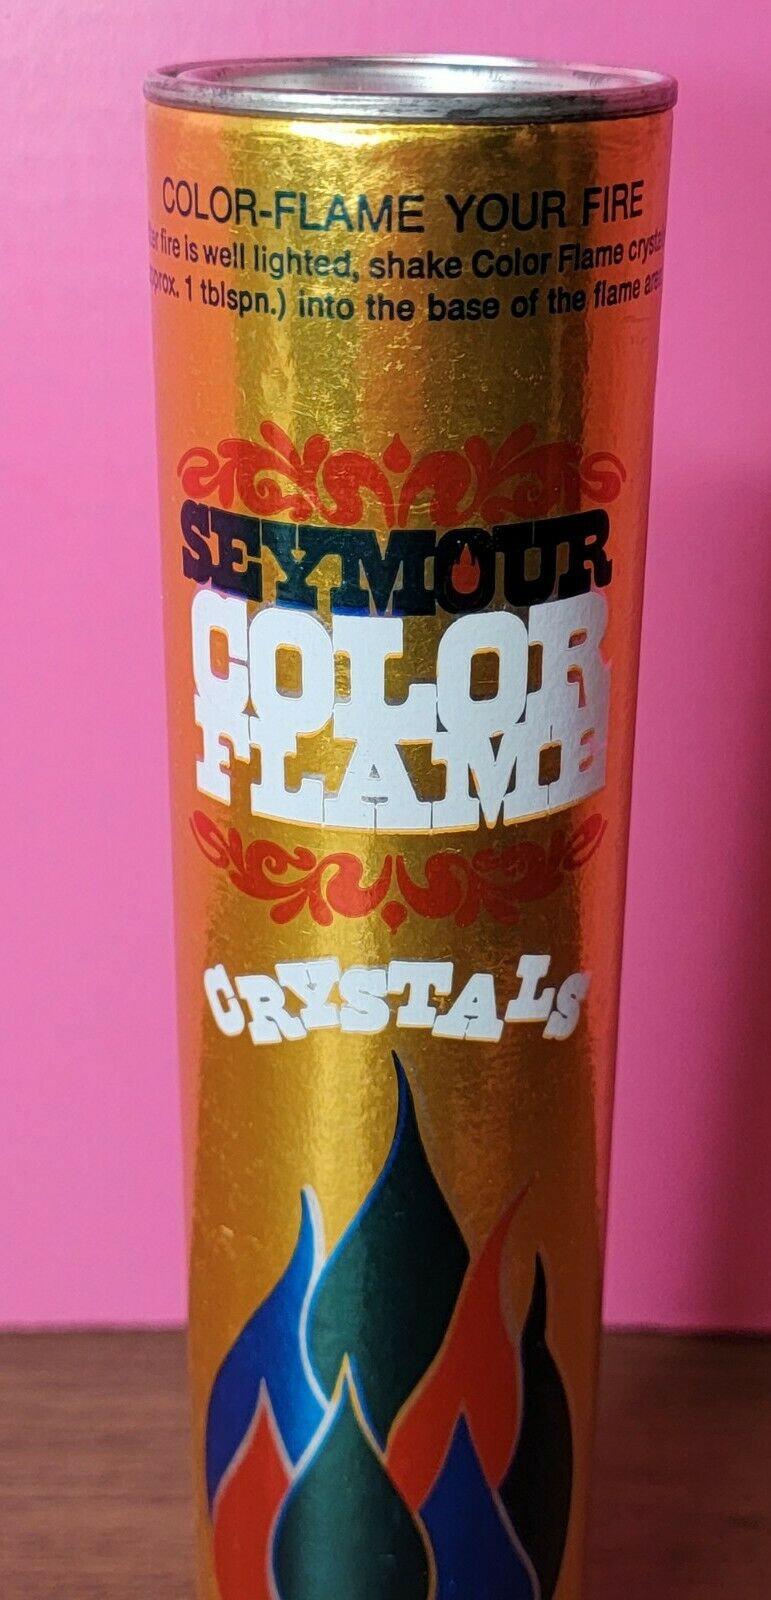 COLOR-FLAME YOUR FIRE
fire is well lighted, shake Color Flame
1 tblspn.) into the base of the flame
SEYMOUR
COLOR
FLAME
CRYSTALS